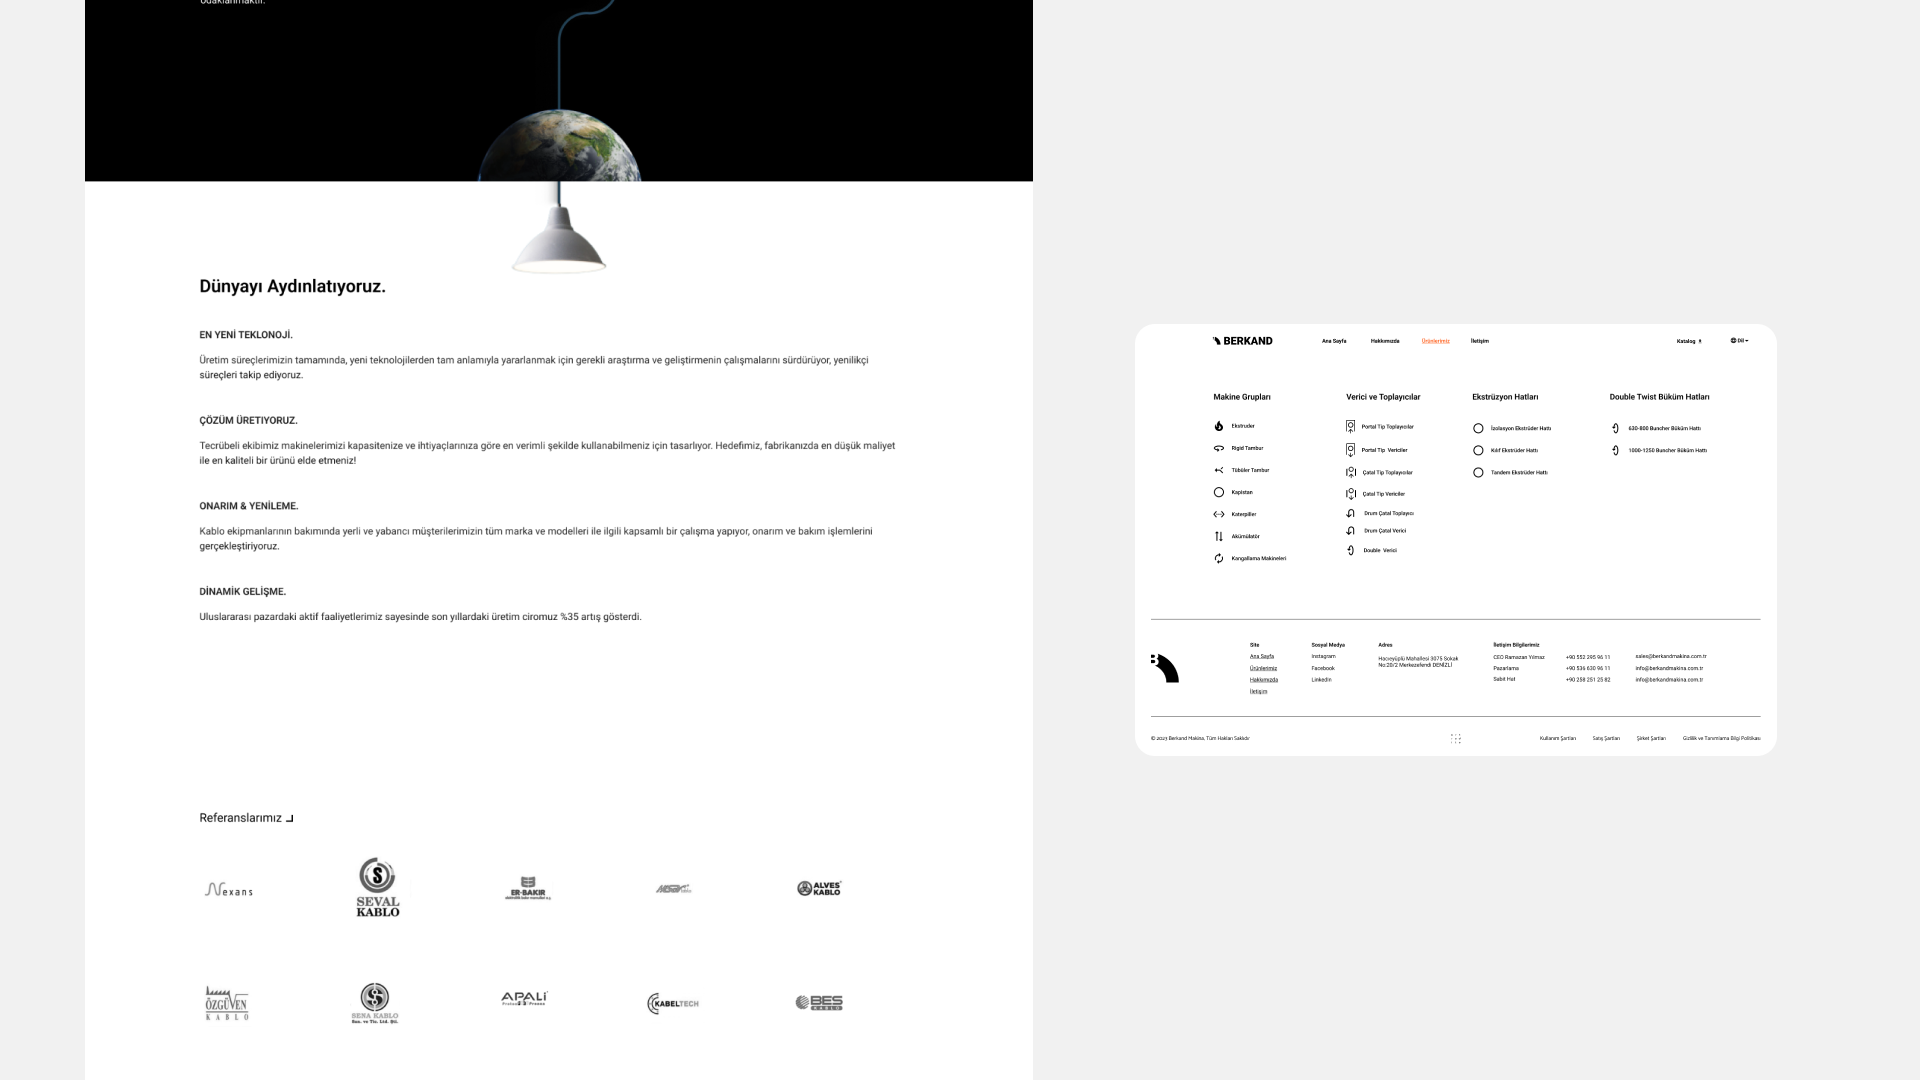 odaklanmaktır.
Dünyayı Aydınlatıyoruz.
EN YENİ TEKLONOJİ.
Üretim süreçlerimizin tamamında, yeni teknolojilerden tam anlamıyla yararlanmak için gerekli araştırma ve geliştirmenin çalışmalarını sürdürüyor, yenilikçi
süreçleri takip ediyoruz.
ÇÖZÜM ÜRETIYORUZ.
Tecrübeli ekibimiz makinelerimizi kapasitenize ve ihtiyaçlarınıza göre en verimli şekilde kullanabilmeniz için tasarlıyor. Hedefimiz, fabrikanızda en düşük maliyet
ile en kaliteli bir ürünü elde etmeniz!
ONARIM & YENİLEME.
Kablo ekipmanlarının bakımında yerli ve yabancı müşterilerimizin tüm marka ve modelleri ile ilgili kapsamlı bir çalışma yapıyor, onarım ve bakım işlemlerini
gerçekleştiriyoruz.
DİNAMİK GELİŞME.
Uluslararası pazardaki aktif faaliyetlerimiz sayesinde son yıllardaki üretim ciromuz %35 artış gösterdi.
Referanslarımız
Nexans
S
SEVAL
KABLO
ER-BAKIR
ALVES
KABLO
ÖZGÜVEN
KABLO
SENA KABLO
San. ve Tic. Ltd. Şti.
APALI
KABELTECH
BES
KABLO
BERKAND
Ana Sayfa
Hakkımızda
Ürünlerimiz
İletişim
Katalog
Dil
Makine Grupları
Ekstruder
Rigid Tambur
Tübüler Tambur
Kapistan
Katerpiller
Akümülatör
Kangallama Makineleri
Verici ve Toplayıcılar
Portal Tip Toplayıcılar
Portal Tip Vericiler
Çatal Tip Toplayıcılar
Çatal Tip Vericiler
Drum Çatal Toplayıcı
Drum Çatal Verici
Double Verici
Ekstrüzyon Hatları
İzolasyon Ekstrüder Hattı
Kılıf Ekstrüder Hattı
Tandem Ekstrüder Hattı
Double Twist Büküm Hatları
630-800 Buncher Büküm Hattı
1000-1250 Buncher Büküm Hattı
B
Site
Ana Sayfa
Ürünlerimiz
Hakkımızda
İletişim
Sosyal Medya
Instagram
Facebook
Linkedin
Adres
Hacıeyüplü Mahallesi 3075 Sokak
No:20/2 Merkezefendi DENİZLİ
İletişim Bilgilerimiz
CEO Ramazan Yılmaz +90 552 295 96 11 sales@berkandmakina.com.tr
Pazarlama +90 536 630 96 11 info@berkandmakina.com.tr
Sabit Hat +90 258 251 25 82 info@berkandmakina.com.tr
© 2023 Berkand Makina, Tüm Hakları Saklıdır
Kullanım Şartları
Satış Şartları
Şirket Şartları
Gizlilik ve Tanımlama Bilgi Politikası